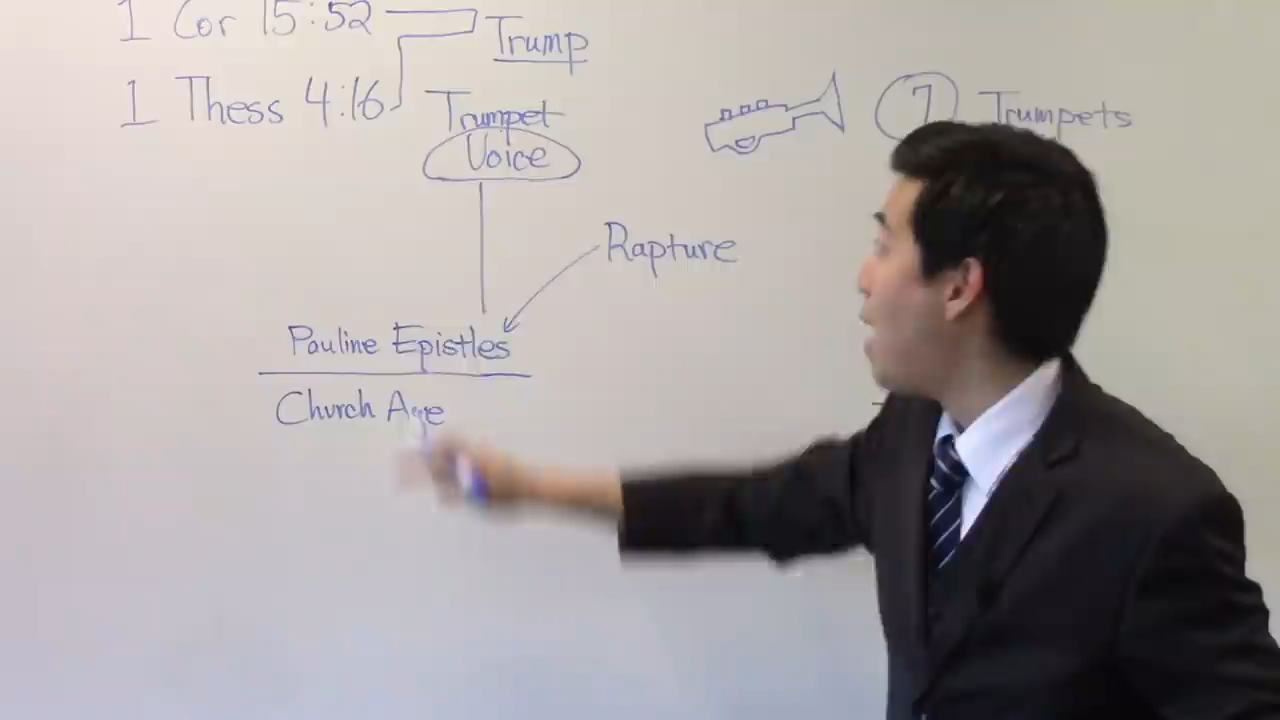 1 Cor 15:52
Trump
1 Thess 4:16
Trumpet
Voice
7 Trumpets
Rapture
Pauline Epistles
Church Age